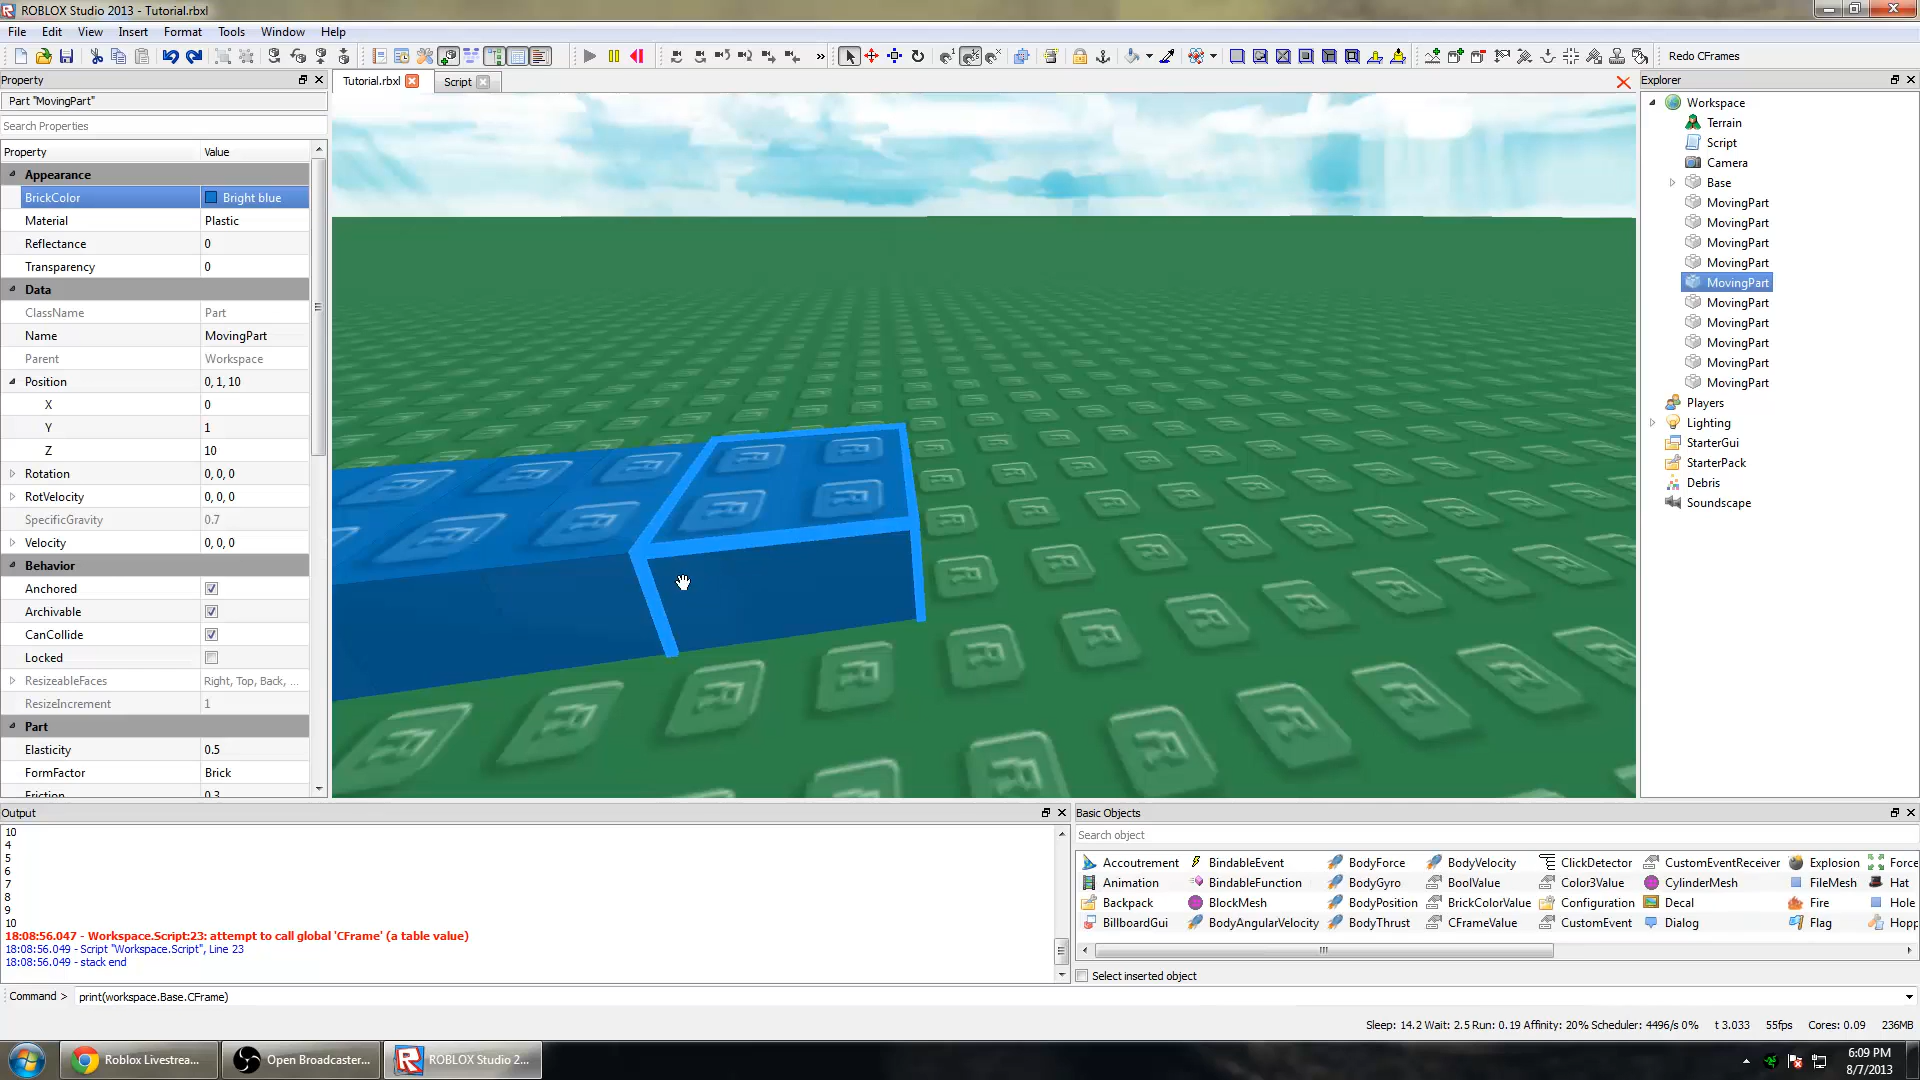 ROBLOX Studio 2013 - Tutorial.rbxl
File Edit View Insert Format Tools Window Help
Redo CFrames
Property
Part "MovingPart"
Search Properties
Property Value
Appearance
BrickColor Bright blue
Material Plastic
Reflectance 0
Transparency 0
Data
ClassName Part
Name MovingPart
Parent Workspace
Position 0, 1, 10
X 0
Y 1
Z 10
Rotation 0, 0, 0
RotVelocity 0, 0, 0
SpecificGravity 0.7
Velocity 0, 0, 0
Behavior
Anchored
Archivable
CanCollide
Locked
ResizeableFaces Right, Top, Back, ...
ResizeIncrement 1
Part
Elasticity 0.5
FormFactor Brick
Friction 0.3
Tutorial.rbxl Script
Explorer
Workspace
Terrain
Script
Camera
Base
MovingPart
MovingPart
MovingPart
MovingPart
MovingPart
MovingPart
MovingPart
MovingPart
MovingPart
MovingPart
Players
Lighting
StarterGui
StarterPack
Debris
Soundscape
Output
10
4
5
6
7
8
9
10
18:08:56.047 - Workspace.Script:23: attempt to call global 'CFrame' (a table value)
18:08:56.049 - Script "Workspace.Script", Line 23
18:08:56.049 - stack end
Command > print(workspace.Base.CFrame)
Basic Objects
Search object
Accoutrement BindableEvent BodyForce BodyVelocity ClickDetector CustomEventReceiver Explosion Force
Animation BindableFunction BodyGyro BoolValue Color3Value CylinderMesh FileMesh Hat
Backpack BlockMesh BodyPosition BrickColorValue Configuration Decal Fire Hole
BillboardGui BodyAngularVelocity BodyThrust CFrameValue CustomEvent Dialog Flag Hopp
Select inserted object
Sleep: 14.2 Wait: 2.5 Run: 0.19 Affinity: 20% Scheduler: 4496/s 0% t 3.033 55fps Cores: 0.09 236MB
Roblox Livestrea... Open Broadcaster... ROBLOX Studio 2...
6:09 PM
8/7/2013